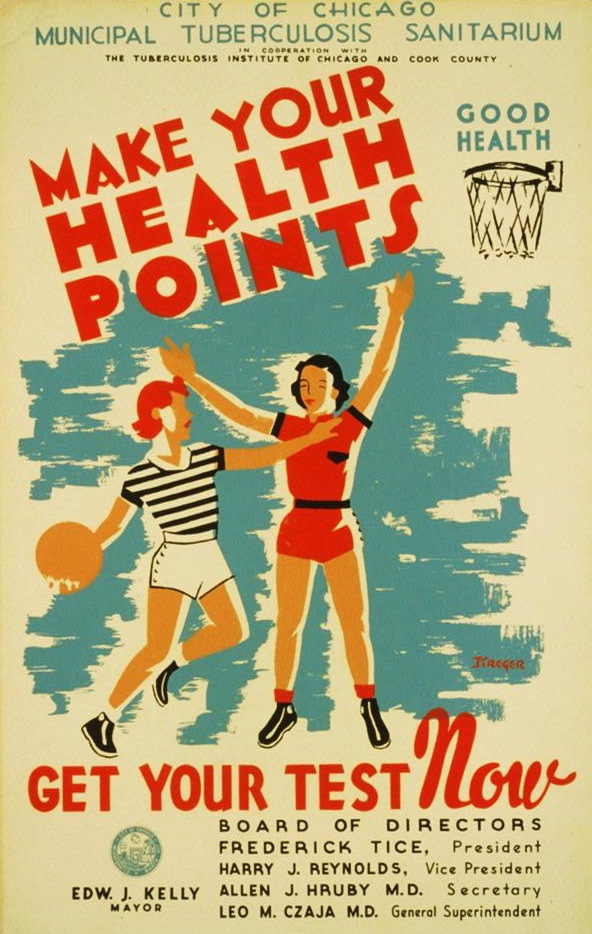 CITY OF CHICAGO
MUNICIPAL TUBERCULOSIS SANITARIUM
IN COOPERATION WITH
THE TUBERCULOSIS INSTITUTE OF CHICAGO AND COOK COUNTY
MAKE YOUR
HEALTH
POINTS
GOOD
HEALTH
KREGER
GET YOUR TEST Now
BOARD OF DIRECTORS
FREDERICK TICE, President
HARRY J. REYNOLDS, Vice President
ALLEN J. HRUBY M.D. Secretary
LEO M. CZAJA M.D. General Superintendent
EDW. J. KELLY
MAYOR